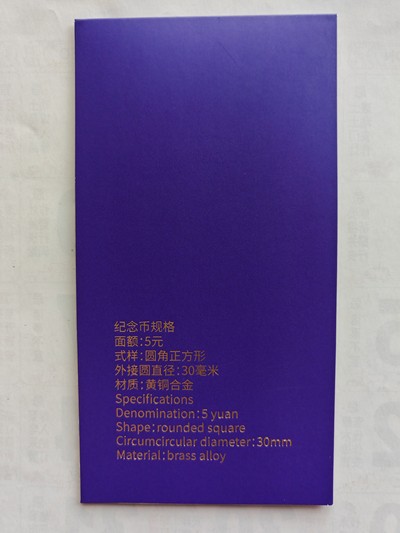 纪念币规格
面额:5元
式样:圆角正方形
外接圆直径:30毫米
材质:黄铜合金
Specifications
Denomination:5 yuan
Shape:rounded square
Circumcircular diameter:30mm
Material:brass alloy